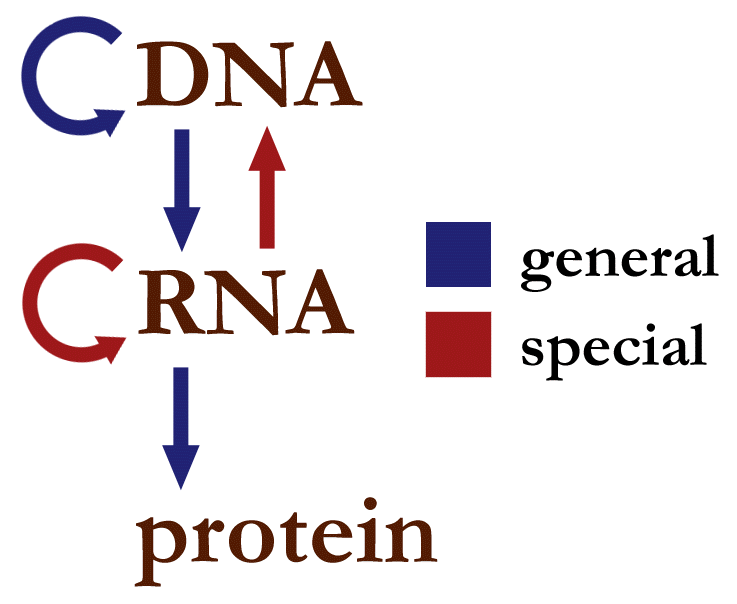 DNA
RNA
general
special
protein